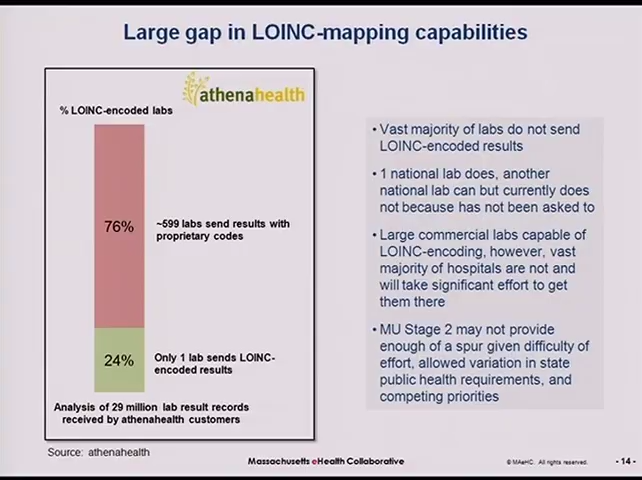 Large gap in LOINC-mapping capabilities
athenahealth
% LOINC-encoded labs
76%
~599 labs send results with
proprietary codes
24%
Only 1 lab sends LOINC-
encoded results
Analysis of 29 million lab result records
received by athenahealth customers
• Vast majority of labs do not send
LOINC-encoded results
• 1 national lab does, another
national lab can but currently does
not because has not been asked to
• Large commercial labs capable of
LOINC-encoding, however, vast
majority of hospitals are not and
will take significant effort to get
them there
• MU Stage 2 may not provide
enough of a spur given difficulty of
effort, allowed variation in state
public health requirements, and
competing priorities
Source: athenahealth
Massachusetts eHealth Collaborative
© MAeHC. All rights reserved.
- 14 -